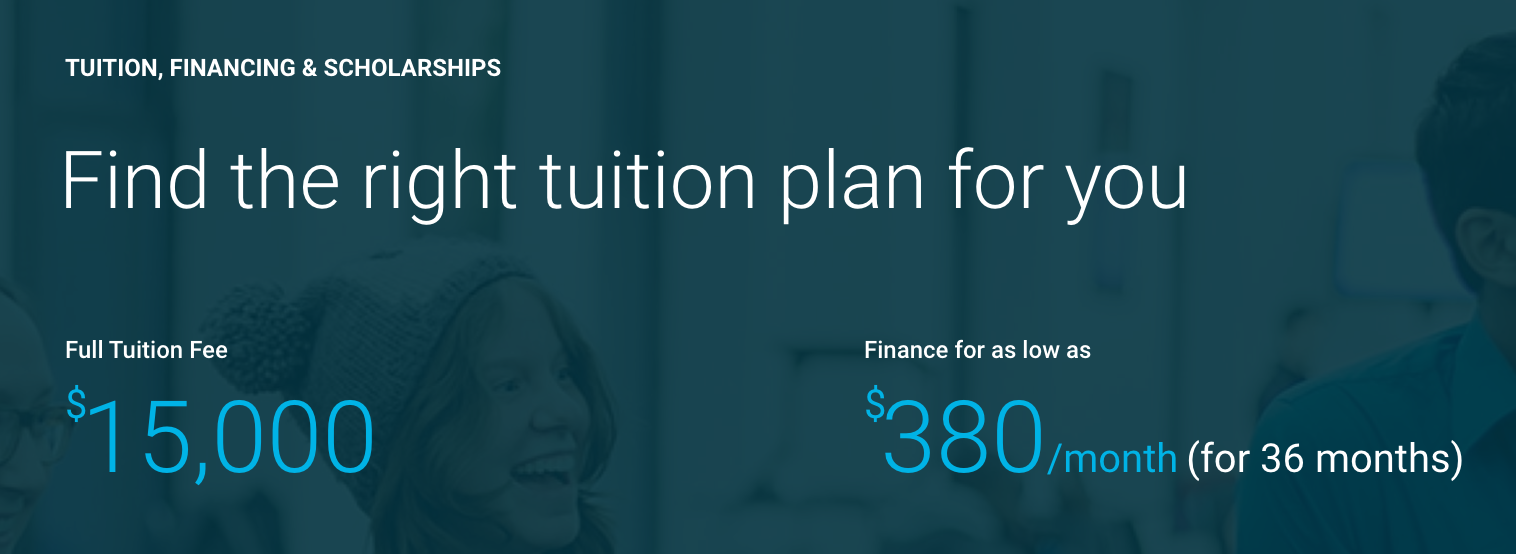 TUITION, FINANCING & SCHOLARSHIPS
Find the right tuition plan for you
Full Tuition Fee
$15,000
Finance for as low as
$380/month (for 36 months)